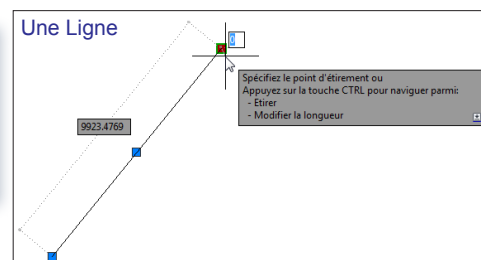 Une Ligne
0
Spécifiez le point d'étirement ou
Appuyez sur la touche CTRL pour naviguer parmi:
- Etirer
- Modifier la longueur
9923.4769